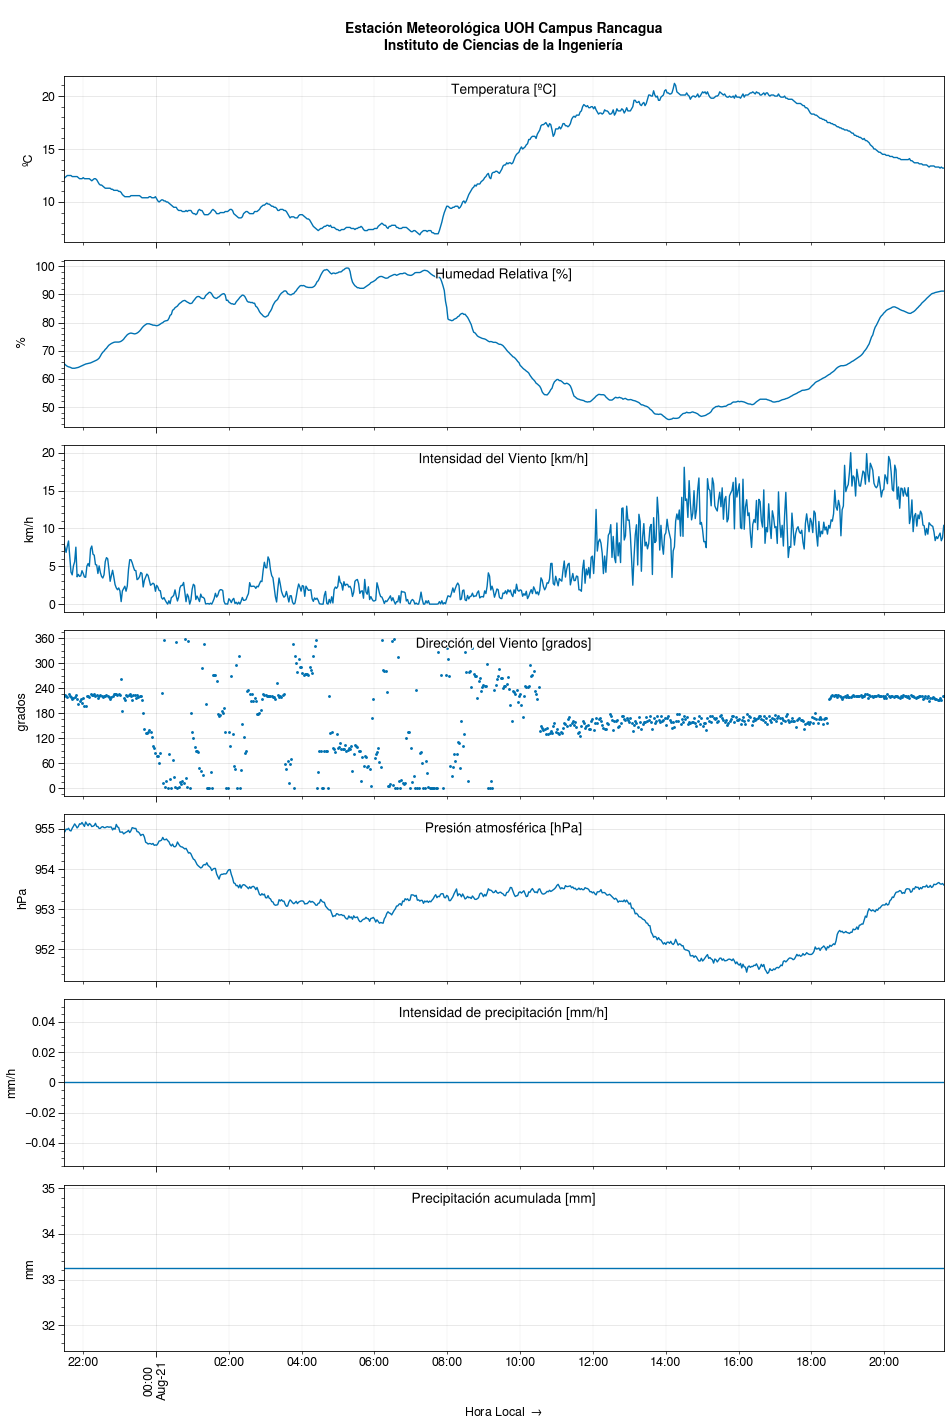 Estación Meteorológica UOH Campus Rancagua
Instituto de Ciencias de la Ingeniería
Temperatura [ºC]
ºC
20
15
10
Humedad Relativa [%]
%
100
90
80
70
60
50
Intensidad del Viento [km/h]
km/h
20
15
10
5
0
Dirección del Viento [grados]
grados
360
300
240
180
120
60
0
Presión atmosférica [hPa]
hPa
955
954
953
952
Intensidad de precipitación [mm/h]
mm/h
0.04
0.02
0
−0.02
−0.04
Precipitación acumulada [mm]
mm
35
34
33
32
22:00
00:00
Aug-21
02:00
04:00
06:00
08:00
10:00
12:00
14:00
16:00
18:00
20:00
Hora Local →